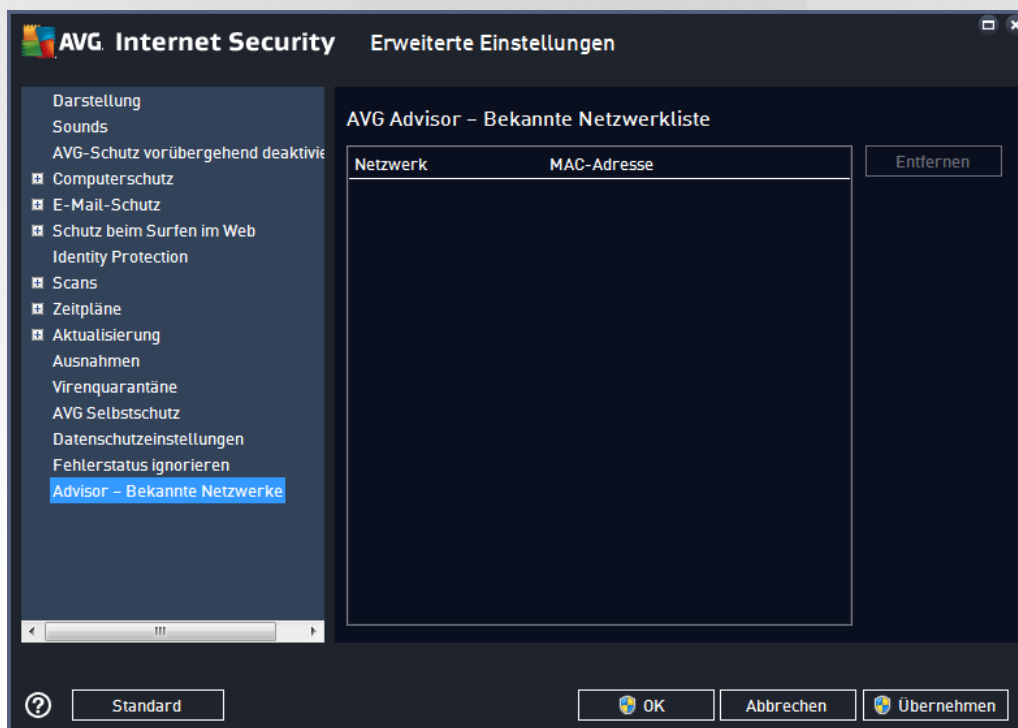 AVG. Internet Security Erweiterte Einstellungen
Darstellung
Sounds
AVG-Schutz vorübergehend deaktivie
Computerschutz
E-Mail-Schutz
Schutz beim Surfen im Web
Identity Protection
Scans
Zeitpläne
Aktualisierung
Ausnahmen
Virenquarantäne
AVG Selbstschutz
Datenschutzeinstellungen
Fehlerstatus ignorieren
Advisor – Bekannte Netzwerke
AVG Advisor – Bekannte Netzwerkliste
Netzwerk MAC-Adresse
Entfernen
Standard
OK
Abbrechen
Übernehmen